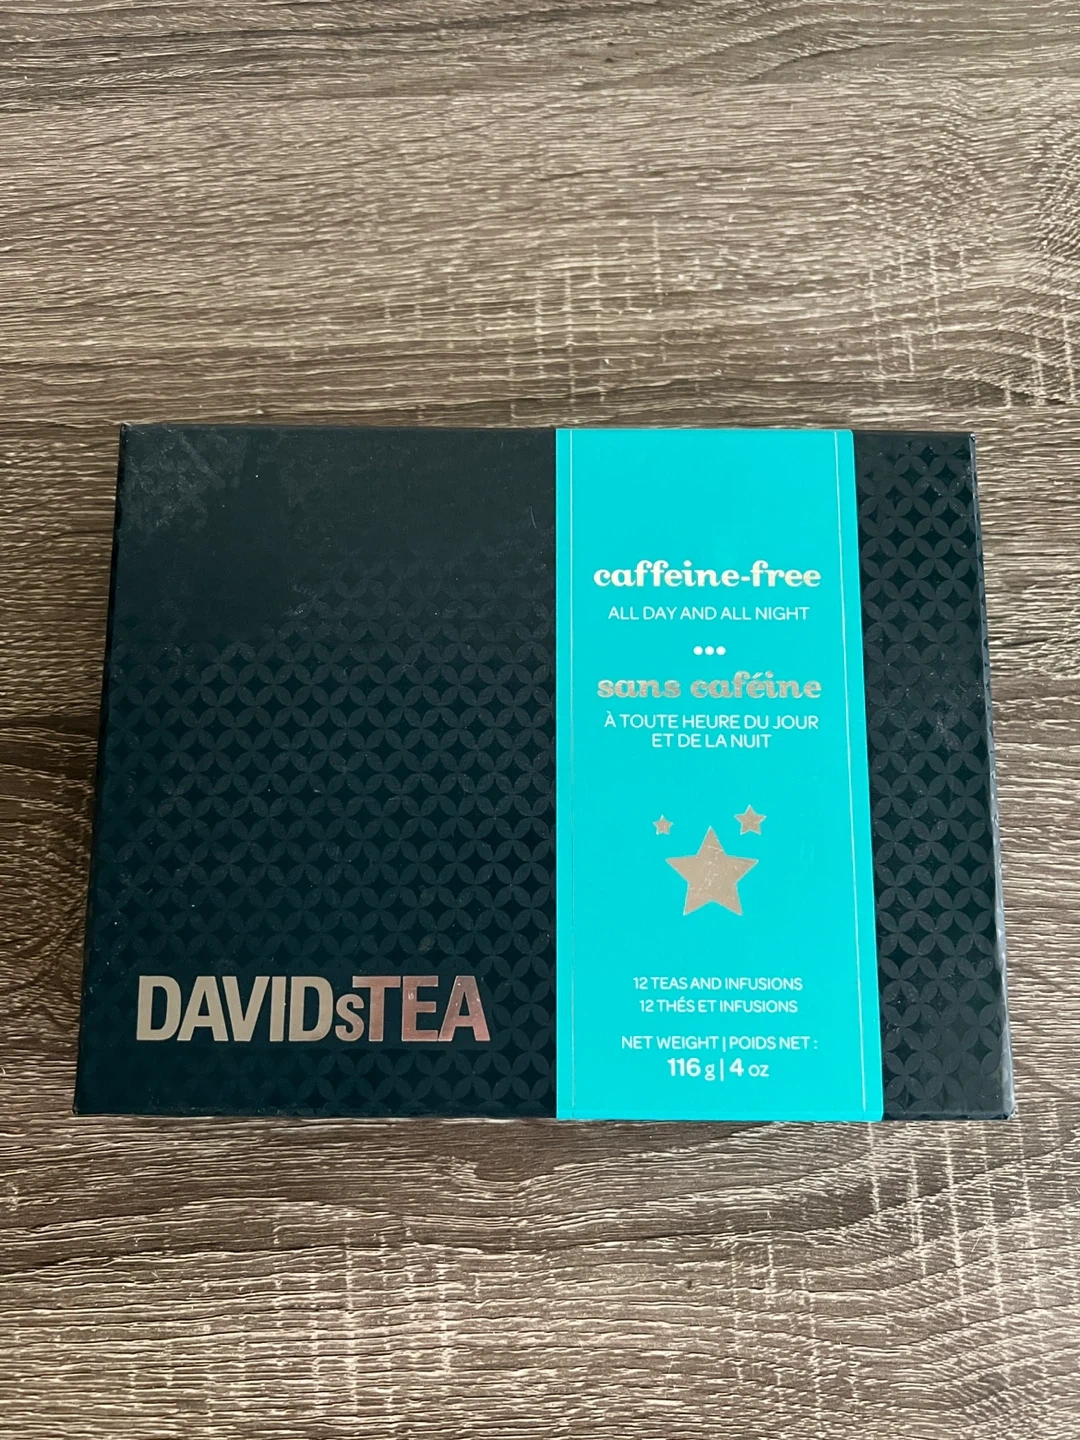 caffeine-free
ALL DAY AND ALL NIGHT
sans caféine
À TOUTE HEURE DU JOUR
ET DE LA NUIT
DAVIDsTEA
12 TEAS AND INFUSIONS
12 THÉS ET INFUSIONS
NET WEIGHT | POIDS NET :
116 g | 4 oz